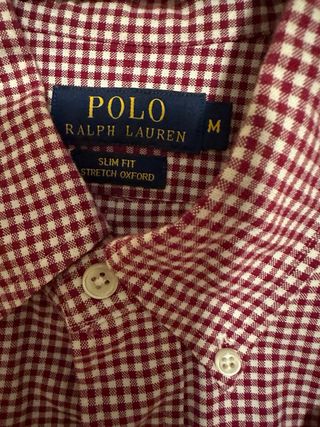 POLO
RALPH LAUREN
M
SLIM FIT
STRETCH OXFORD